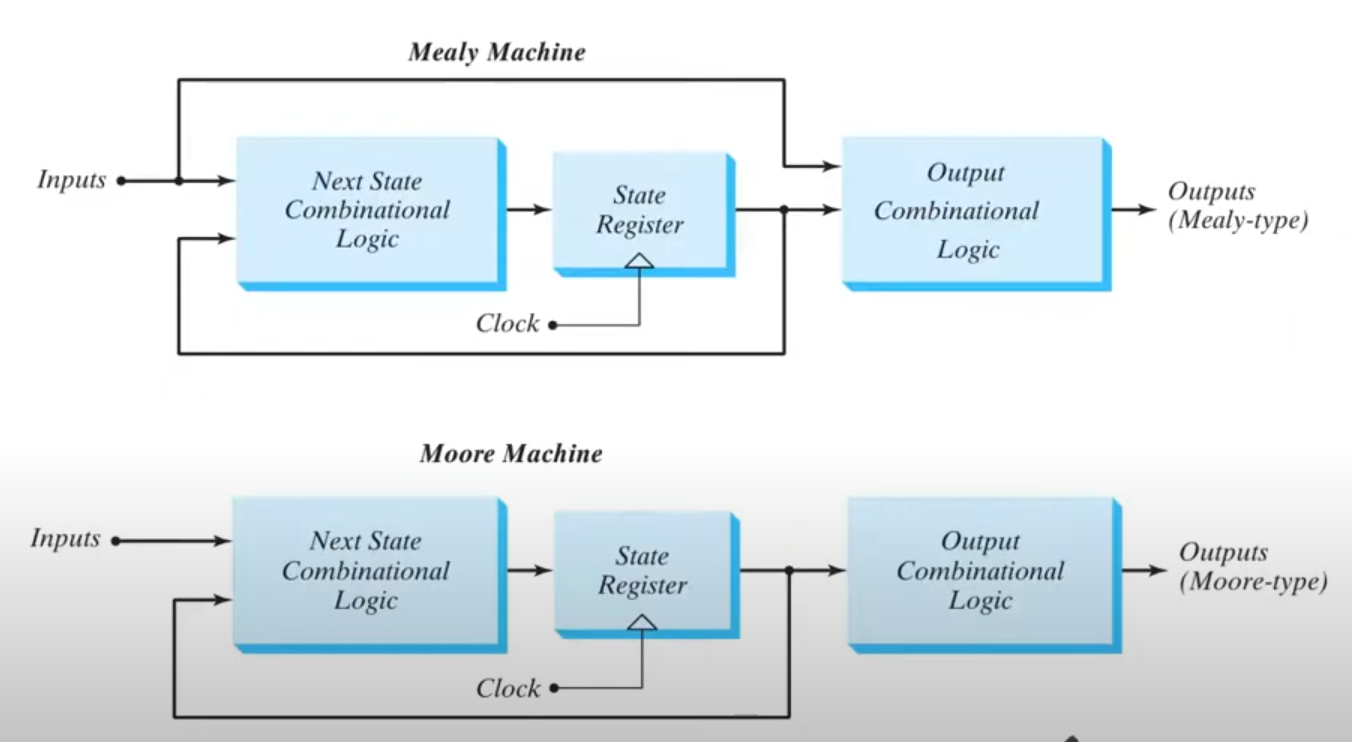 Mealy Machine
Inputs
Next State
Combinational
Logic
State
Register
Clock
Output
Combinational
Logic
Outputs
(Mealy-type)
Moore Machine
Inputs
Next State
Combinational
Logic
State
Register
Clock
Output
Combinational
Logic
Outputs
(Moore-type)